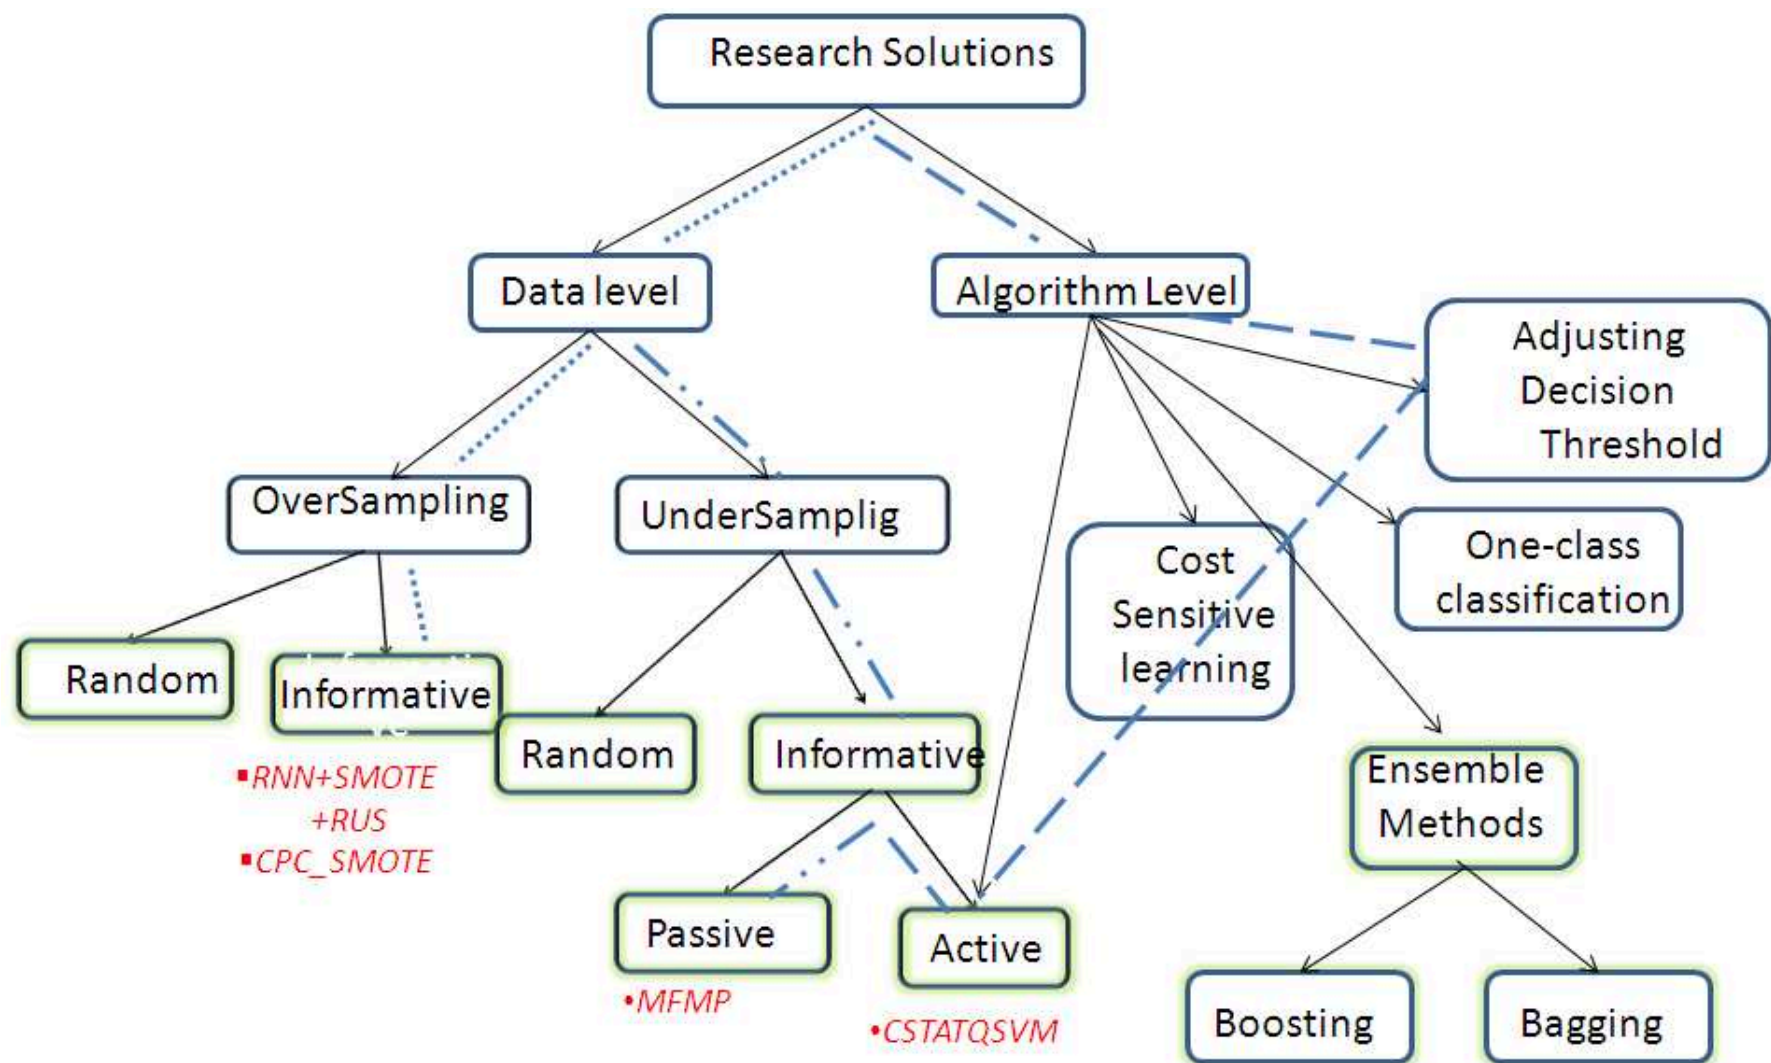 Research Solutions
Data level
Algorithm Level
Adjusting
Decision
Threshold
OverSampling
UnderSamplig
Cost
Sensitive
learning
One-class
classification
Random
Informative
Random
Informative
Ensemble
Methods
▪RNN+SMOTE
+RUS
▪CPC_SMOTE
Passive
Active
•MFMP
•CSTATQSVM
Boosting
Bagging